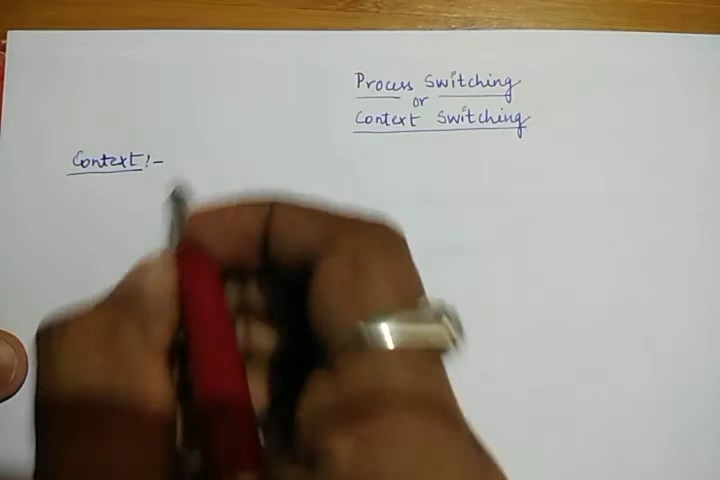 Process Switching
or
Context Switching
Context :-